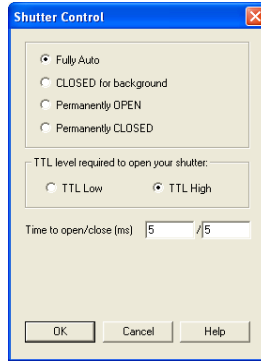 Shutter Control
Fully Auto
CLOSED for background
Permanently OPEN
Permanently CLOSED
TTL level required to open your shutter:
TTL Low TTL High
Time to open/close (ms) 5 / 5
OK Cancel Help